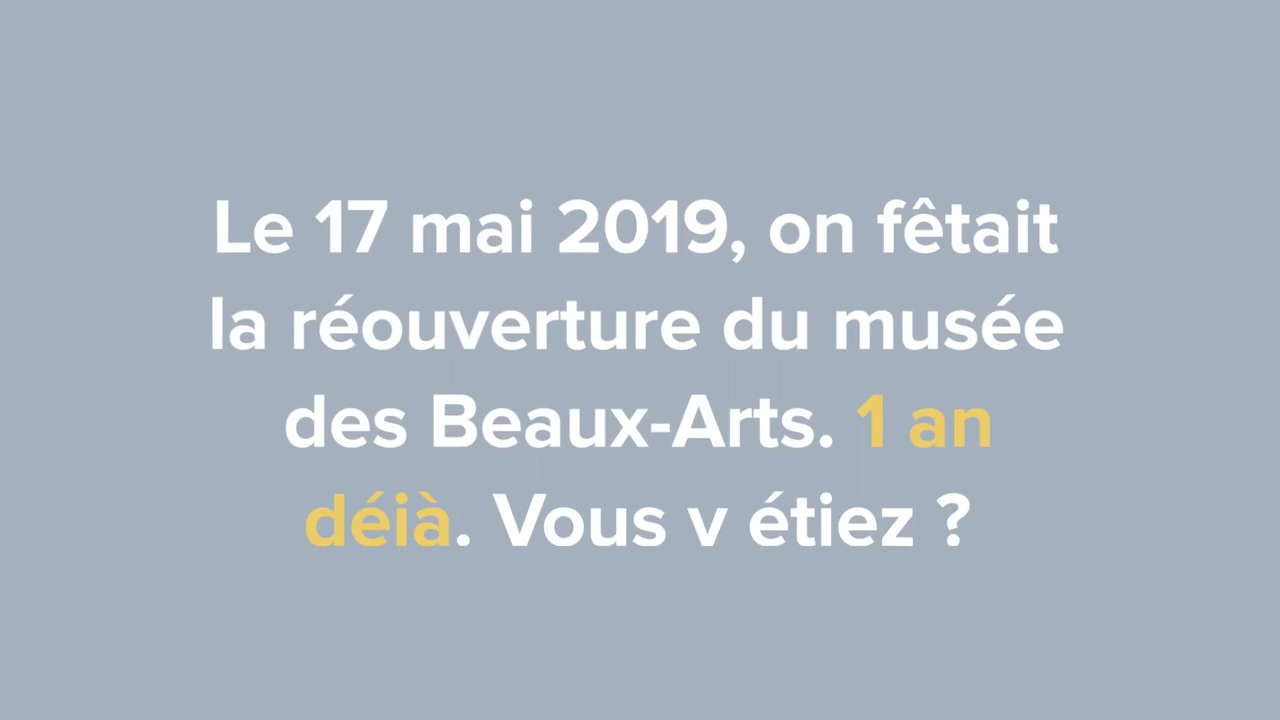 Le 17 mai 2019, on fêtait
la réouverture du musée
des Beaux-Arts. 1 an
déjà. Vous y étiez ?